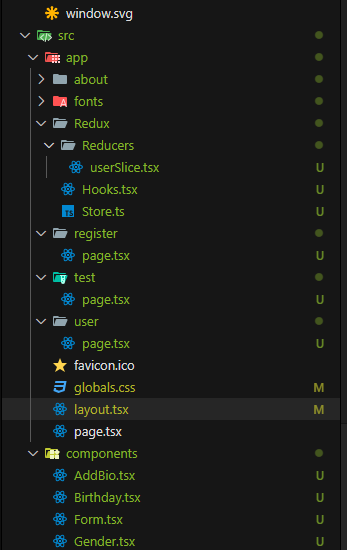 window.svg
src
app
about
fonts
Redux
Reducers
userSlice.tsx U
Hooks.tsx U
TS Store.ts U
register
page.tsx U
test
page.tsx U
user
page.tsx U
favicon.ico
globals.css M
layout.tsx M
page.tsx
components
AddBio.tsx U
Birthday.tsx U
Form.tsx U
Gender.tsx U